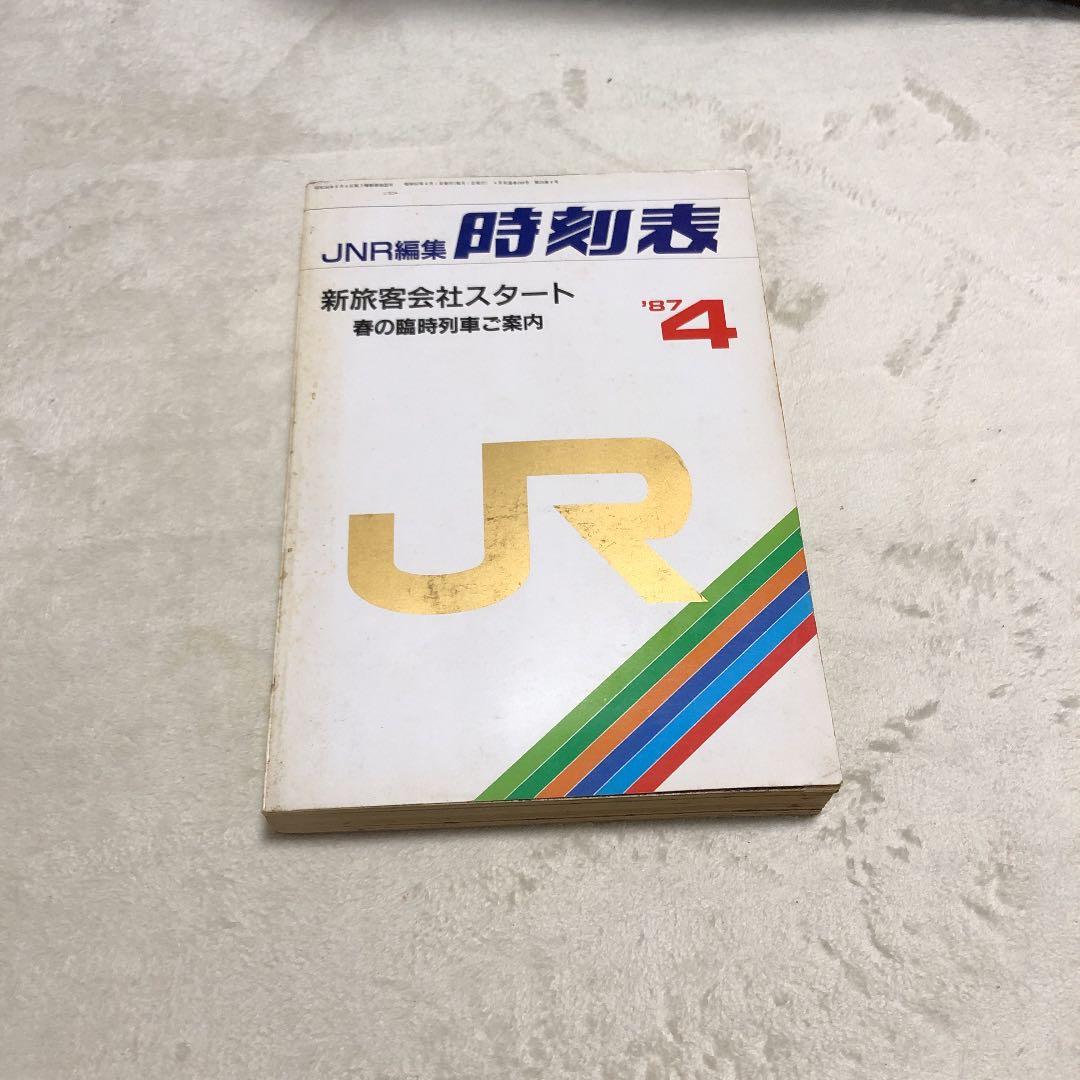 JNR編集 時刻表
新旅客会社スタート
春の臨時列車ご案内
'87 4
JR